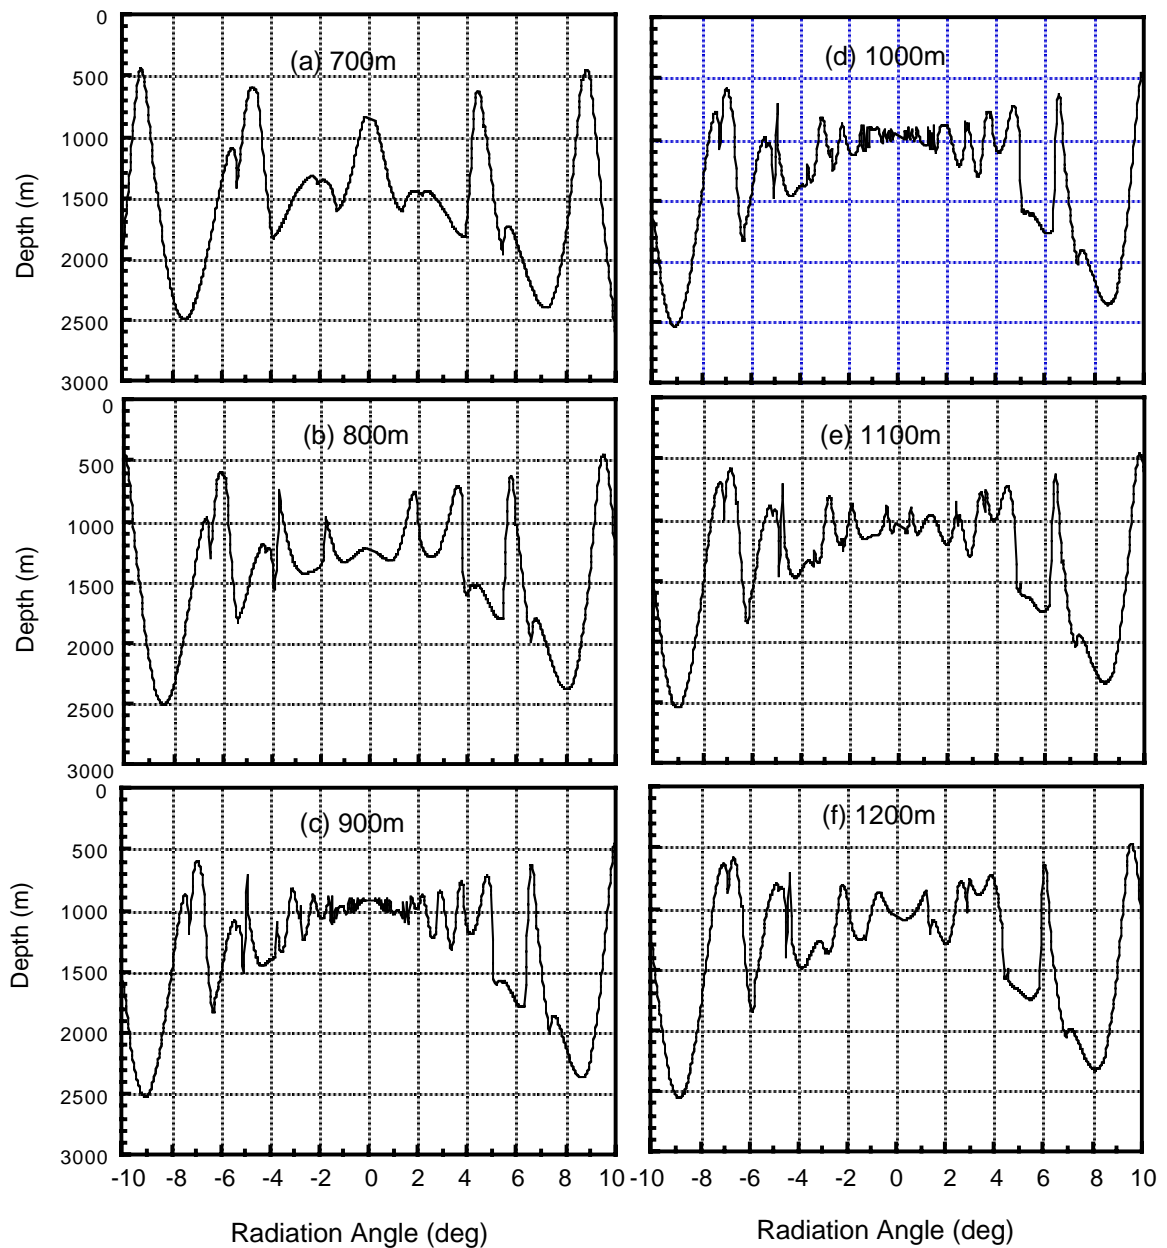 0
(a) 700m
(d) 1000m
500
1000
1500
2000
2500
3000
Depth (m)
0
(b) 800m
(e) 1100m
500
1000
1500
2000
2500
3000
Depth (m)
0
(c) 900m
(f) 1200m
500
1000
1500
2000
2500
3000
Depth (m)
-10 -8 -6 -4 -2 0 2 4 6 8 10
-10 -8 -6 -4 -2 0 2 4 6 8 10
Radiation Angle (deg)
Radiation Angle (deg)